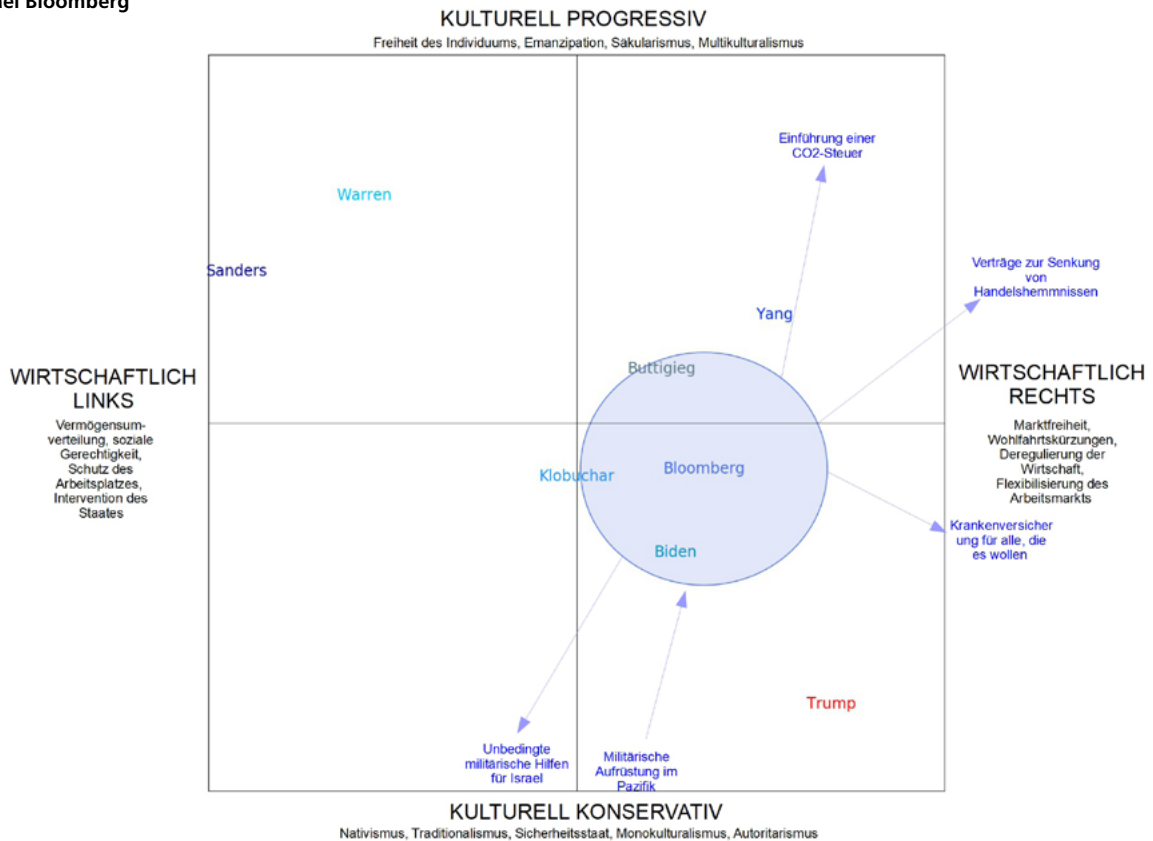 el Bloomberg
KULTURELL PROGRESSIV
Freiheit des Individuums, Emanzipation, Säkularismus, Multikulturalismus
Einführung einer
CO2-Steuer
Warren
Sanders
Verträge zur Senkung
von
Handelshemmnissen
Yang
Buttigieg
WIRTSCHAFTLICH
LINKS
Vermögensum-
verteilung, soziale
Gerechtigkeit,
Schutz des
Arbeitsplatzes,
Intervention des
Staates
WIRTSCHAFTLICH
RECHTS
Marktfreiheit,
Wohlfahrtskürzungen,
Deregulierung der
Wirtschaft,
Flexibilisierung des
Arbeitsmarkts
Klobuchar
Bloomberg
Biden
Krankenversicher
ung für alle, die
es wollen
Trump
Unbedingte
militärische Hilfen
für Israel
Militärische
Aufrüstung im
Pazifik
KULTURELL KONSERVATIV
Nativismus, Traditionalismus, Sicherheitsstaat, Monokulturalismus, Autoritarismus